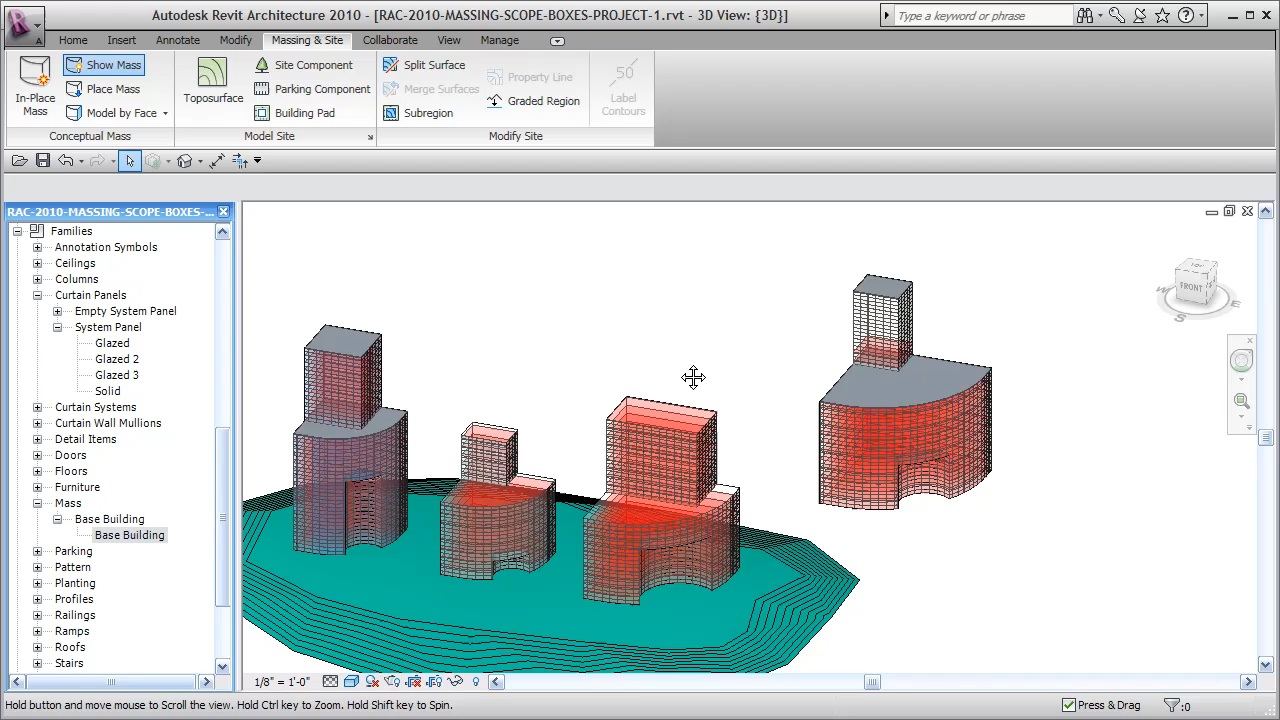 Autodesk Revit Architecture 2010 - [RAC-2010-MASSING-SCOPE-BOXES-PROJECT-1.rvt - 3D View: {3D}]
Type a keyword or phrase
Home Insert Annotate Modify Massing & Site Collaborate View Manage
In-Place Mass
Show Mass
Place Mass
Model by Face
Conceptual Mass
Toposurface
Site Component
Parking Component
Building Pad
Model Site
Split Surface
Merge Surfaces
Subregion
Property Line
Graded Region
50
Label Contours
Modify Site
RAC-2010-MASSING-SCOPE-BOXES-...
Families
Annotation Symbols
Ceilings
Columns
Curtain Panels
Empty System Panel
System Panel
Glazed
Glazed 2
Glazed 3
Solid
Curtain Systems
Curtain Wall Mullions
Detail Items
Doors
Floors
Furniture
Mass
Base Building
Base Building
Parking
Pattern
Planting
Profiles
Railings
Ramps
Roofs
Stairs
TOP
FRONT
W
S
E
1/8" = 1'-0"
Hold button and move mouse to Scroll the view. Hold Ctrl key to Zoom. Hold Shift key to Spin.
Press & Drag
:0